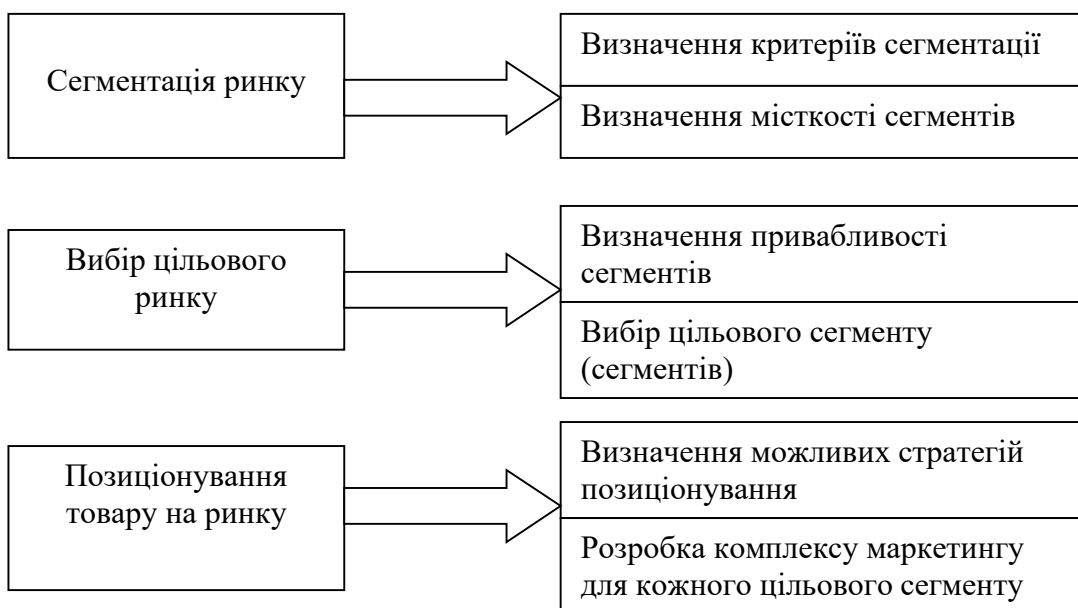 Сегментація ринку
Визначення критеріїв сегментації
Визначення місткості сегментів
Вибір цільового
ринку
Визначення привабливості
сегментів
Вибір цільового сегменту
(сегментів)
Позиціонування
товару на ринку
Визначення можливих стратегій
позиціонування
Розробка комплексу маркетингу
для кожного цільового сегменту